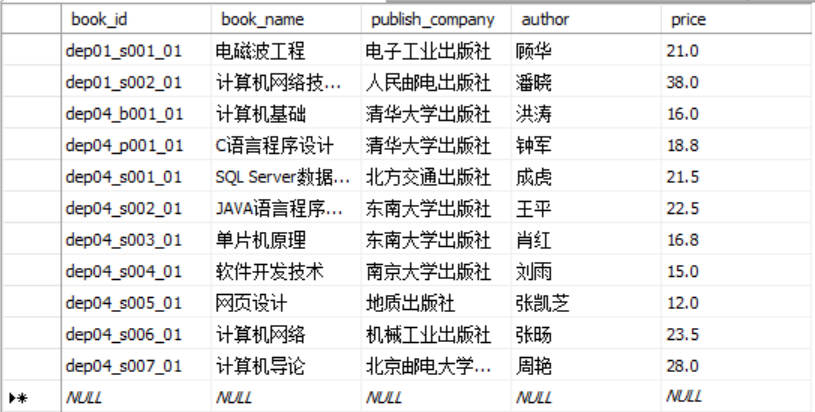 book_id book_name publish_company author price
dep01_s001_01 电磁波工程 电子工业出版社 顾华 21.0
dep01_s002_01 计算机网络技... 人民邮电出版社 潘晓 38.0
dep04_b001_01 计算机基础 清华大学出版社 洪涛 16.0
dep04_p001_01 C语言程序设计 清华大学出版社 钟军 18.8
dep04_s001_01 SQL Server数据... 北方交通出版社 成虎 21.5
dep04_s002_01 JAVA语言程序... 东南大学出版社 王平 22.5
dep04_s003_01 单片机原理 东南大学出版社 肖红 16.8
dep04_s004_01 软件开发技术 南京大学出版社 刘雨 15.0
dep04_s005_01 网页设计 地质出版社 张凯芝 12.0
dep04_s006_01 计算机网络 机械工业出版社 张旸 23.5
dep04_s007_01 计算机导论 北京邮电大学... 周艳 28.0
NULL NULL NULL NULL NULL